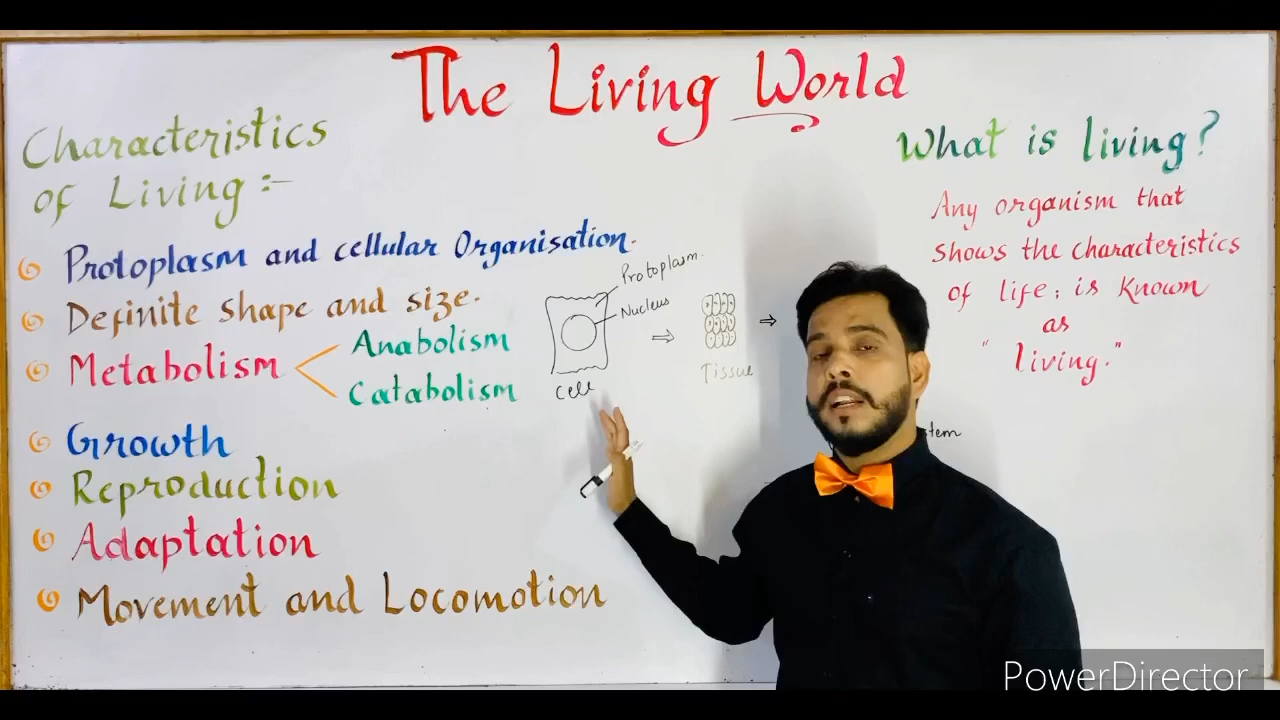 The Living World
Characteristics
of Living :-
Protoplasm and cellular Organisation.
Definite shape and size.
Metabolism
Anabolism
Catabolism
Growth
Reproduction
Adaptation
Movement and Locomotion
Protoplasm.
Nucleus
Cell
⇒
Tissue
⇒
What is living?
Any organism that
shows the characteristics
of life; is Known
as
" living."
PowerDirector